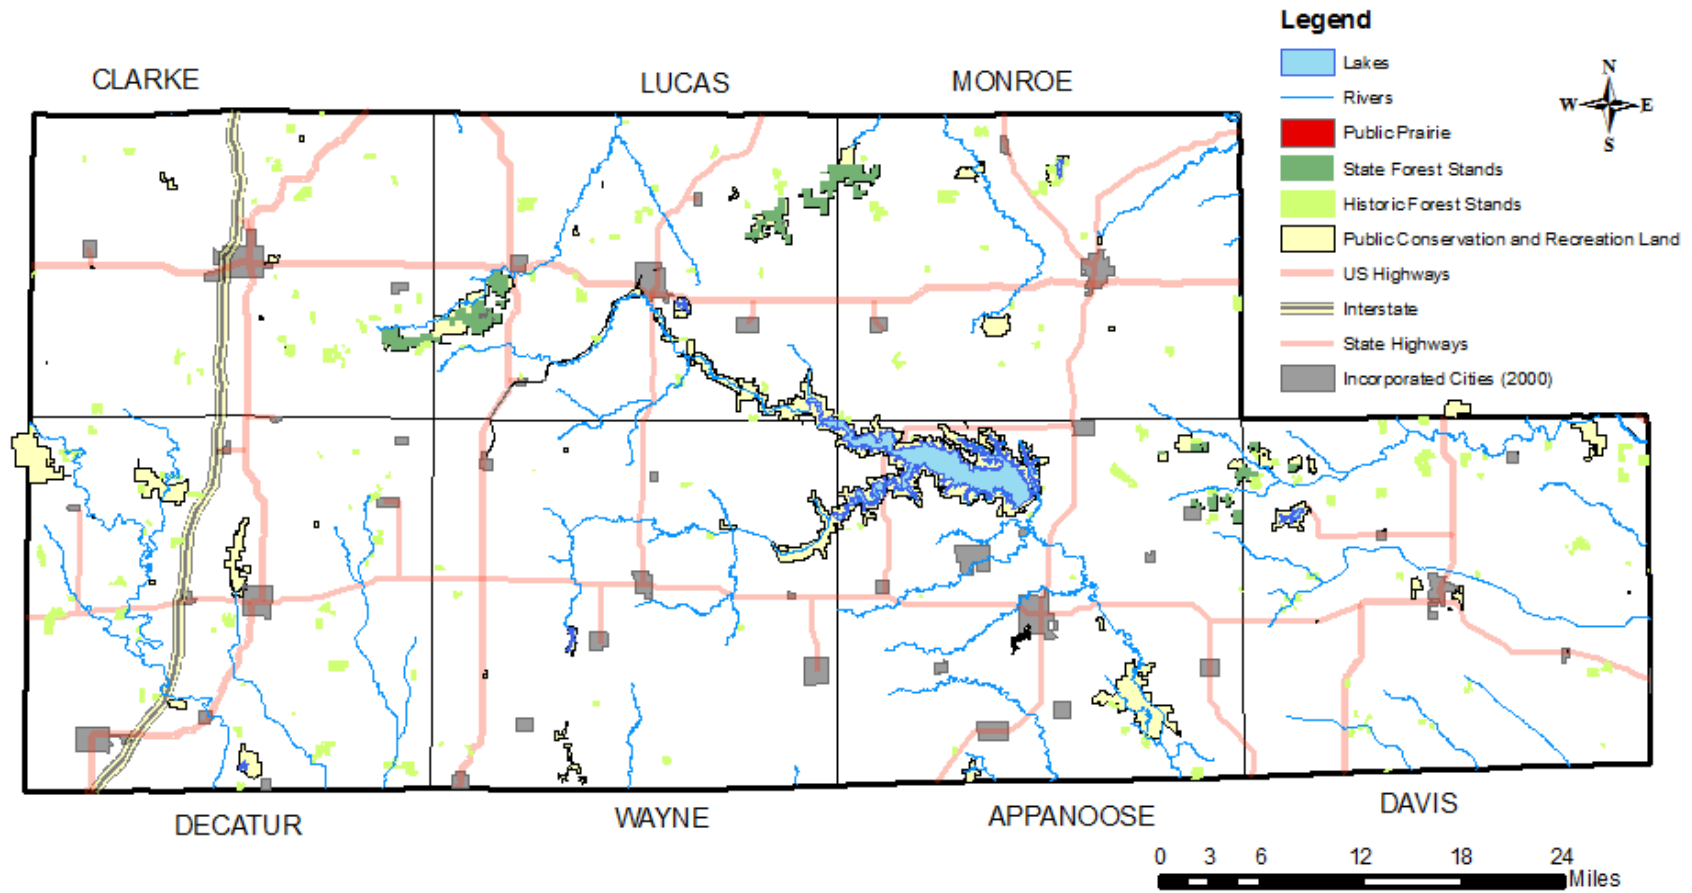 Legend
Lakes
Rivers
Public Prairie
State Forest Stands
Historic Forest Stands
Public Conservation and Recreation Land
US Highways
Interstate
State Highways
Incorporated Cities (2000)
N
W E
S
CLARKE
LUCAS
MONROE
DECATUR
WAYNE
APPANOOSE
DAVIS
0 3 6 12 18 24
Miles